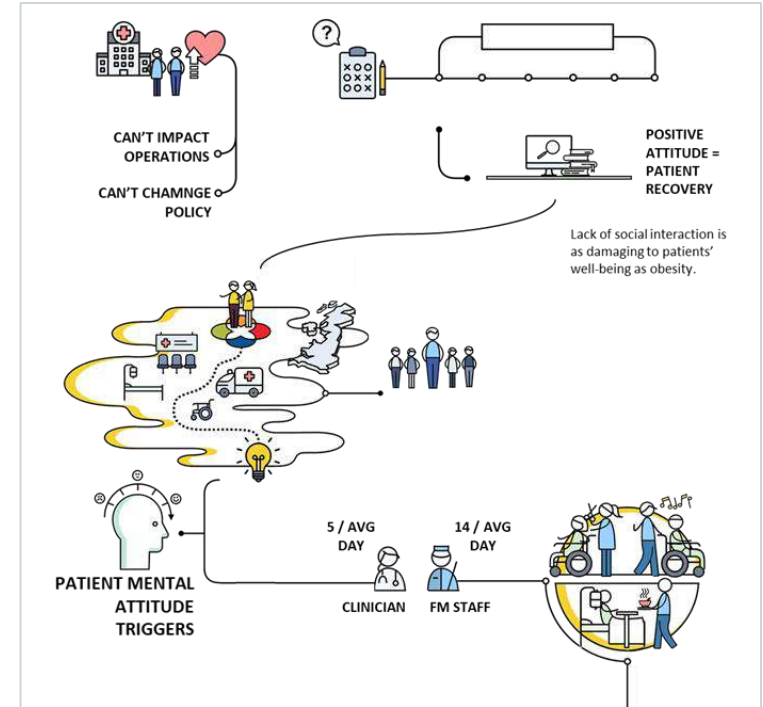 ?
CAN'T IMPACT
OPERATIONS
CAN'T CHAMNGE
POLICY
POSITIVE
ATTITUDE =
PATIENT
RECOVERY
Lack of social interaction is
as damaging to patients'
well-being as obesity.
PATIENT MENTAL
ATTITUDE
TRIGGERS
5 / AVG
DAY
14 / AVG
DAY
CLINICIAN
FM STAFF